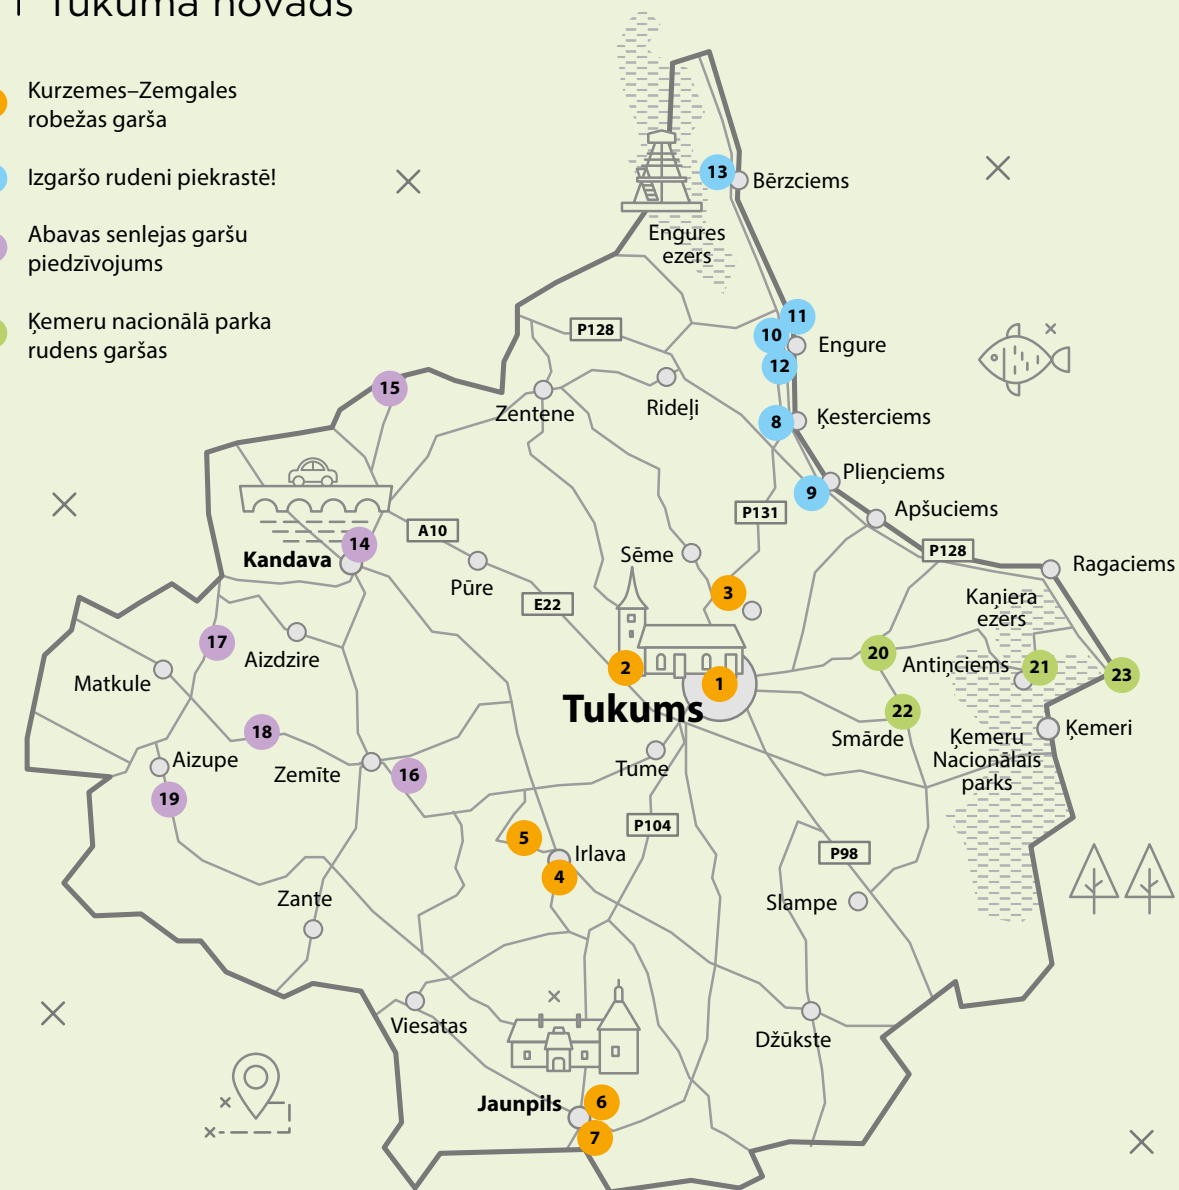 Tukuma novads
Kurzemes–Zemgales
robežas garša
Izgaršo rudeni piekrastē!
Abavas senlejas garšu
piedzīvojums
Ķemeru nacionālā parka
rudens garšas
13
Bērzciems
Engures
ezers
11
P128
10
Engure
12
15
Zentene
Rideļi
8
Ķesterciems
Plieņciems
9
Apšuciems
P131
A10
14
Kandava
Sēme
P128
Ragaciems
Pūre
3
E22
Kaņiera
ezers
17
Aizdzire
20
Antiņciems
21
23
Matkule
2
1
Tukums
22
18
Smārde
Ķemeri
Ķemeru
Nacionālais
parks
Aizupe
Zemīte
16
Tume
19
P104
5
Irlava
P98
4
Zante
Slampe
Viesatas
Džūkste
Jaunpils
6
7